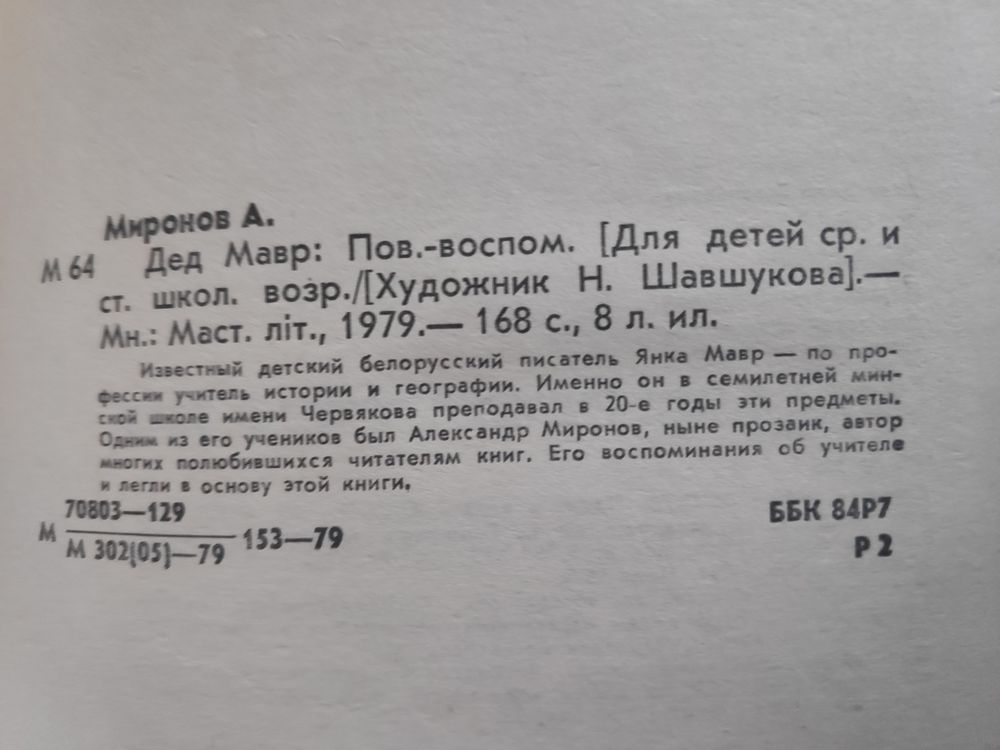 Миронов А.
М 64 Дед Мавр: Пов.-воспом. [Для детей ср. и
ст. школ. возр./[Художник Н. Шавшукова].—
Мн.: Маст. літ., 1979.— 168 с., 8 л. ил.
Известный детский белорусский писатель Янка Мавр — по про-
фессии учитель истории и географии. Именно он в семилетней мин-
ской школе имени Червякова преподавал в 20-е годы эти предметы.
Одним из его учеников был Александр Миронов, ныне прозаик, автор
многих полюбившихся читателям книг. Его воспоминания об учителе
и легли в основу этой книги.
70803—129
М 153—79
М 302(05)—79
ББК 84Р7
Р 2